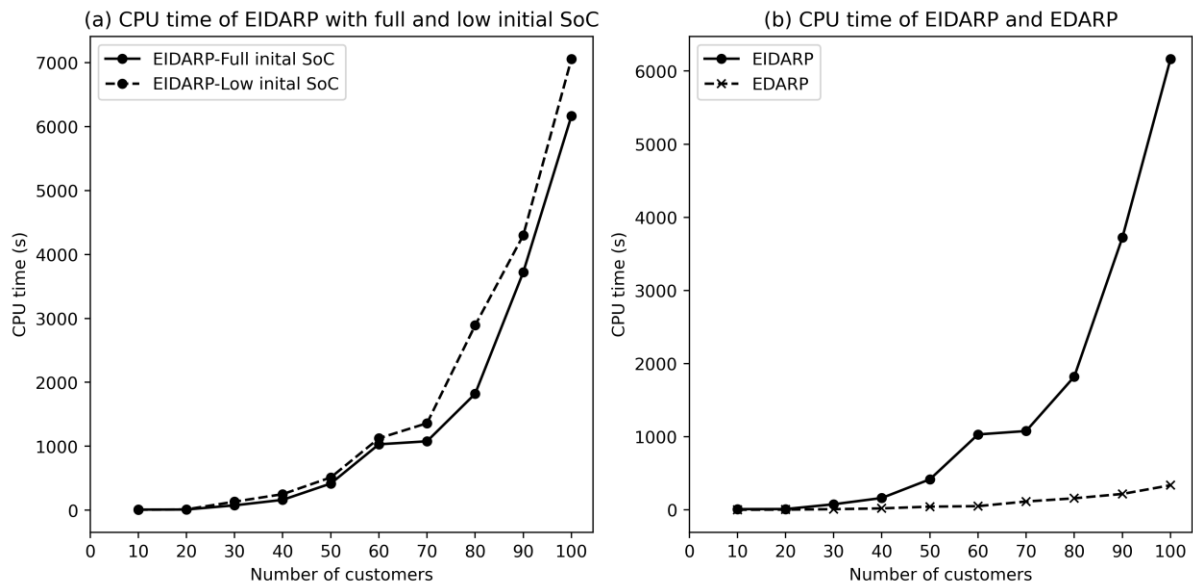 (a) CPU time of EIDARP with full and low initial SoC
EIDARP-Full inital SoC
EIDARP-Low inital SoC
7000
6000
5000
4000
3000
2000
1000
0
CPU time (s)
0 10 20 30 40 50 60 70 80 90 100
Number of customers
(b) CPU time of EIDARP and EDARP
EIDARP
EDARP
6000
5000
4000
3000
2000
1000
0
CPU time (s)
0 10 20 30 40 50 60 70 80 90 100
Number of customers